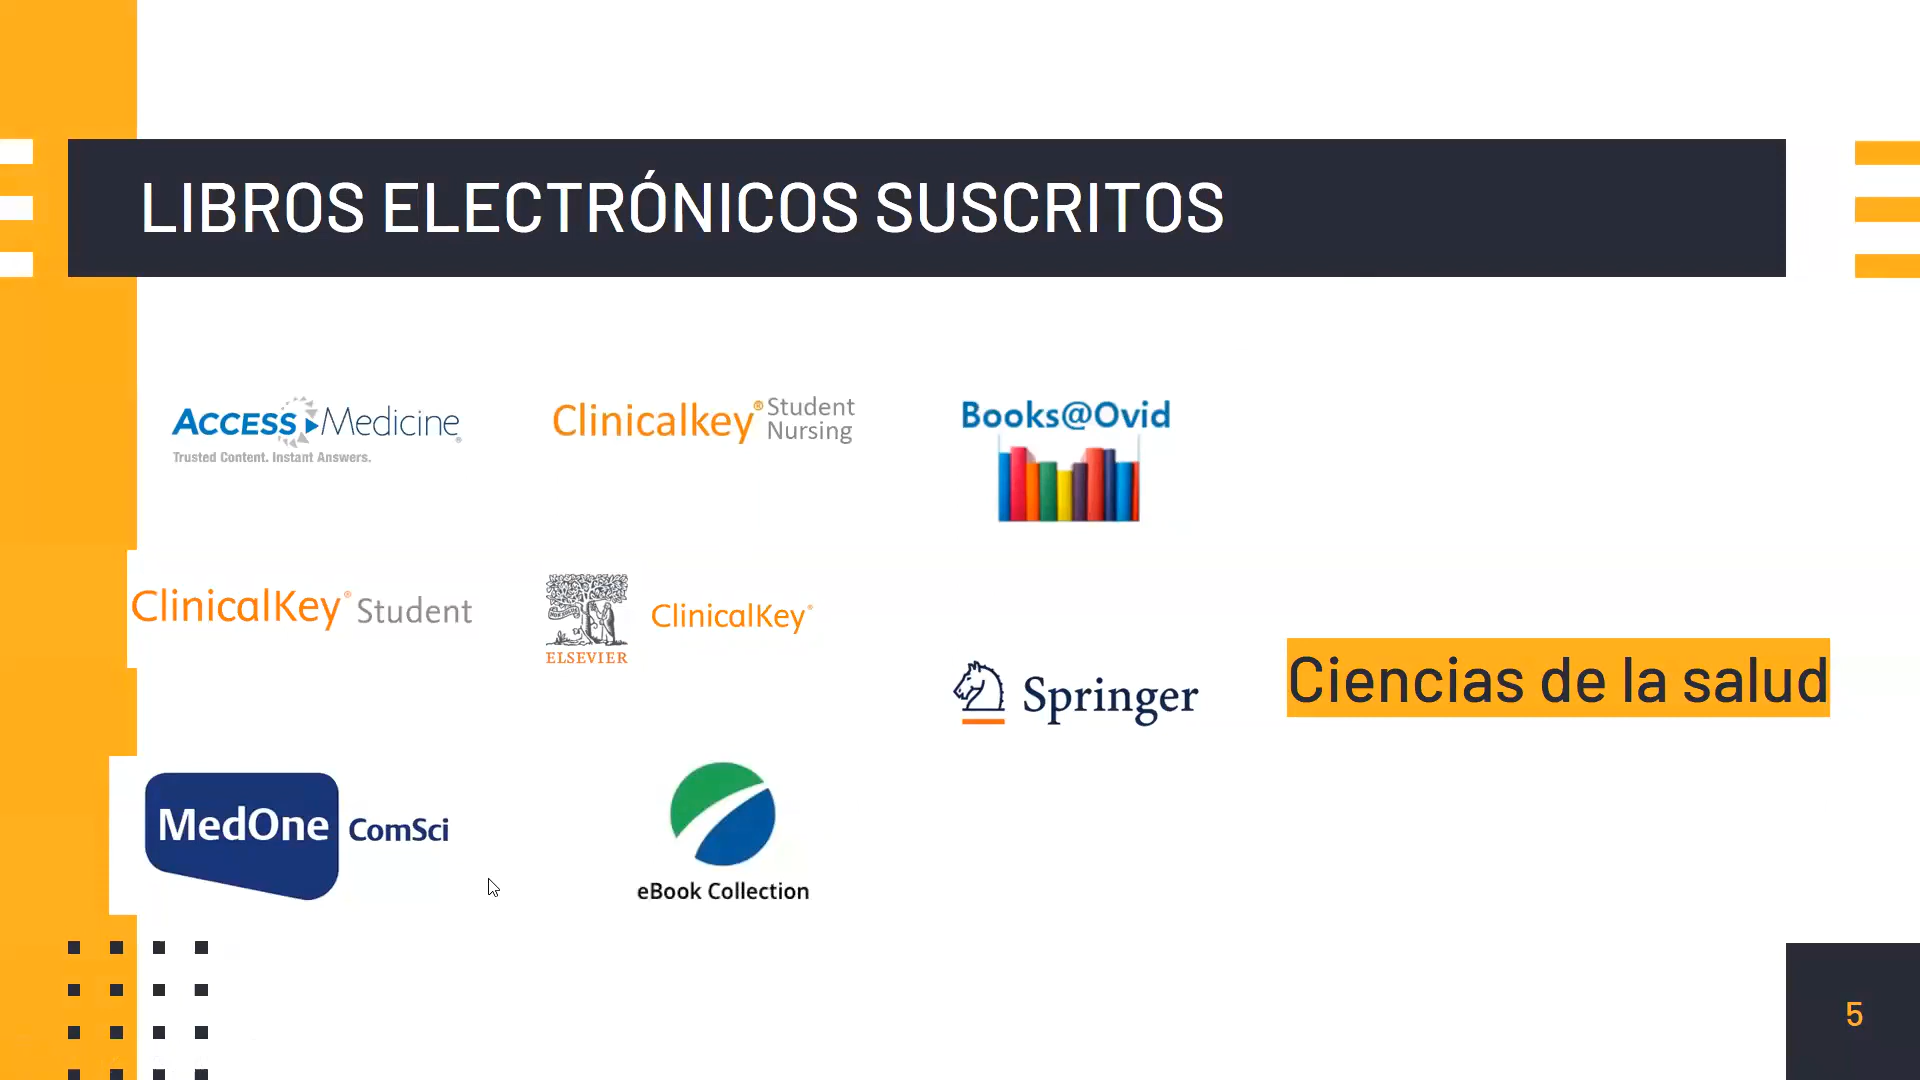 LIBROS ELECTRÓNICOS SUSCRITOS
ACCESS Medicine®
Trusted Content. Instant Answers.
Clinicalkey® Student
Nursing
Books@Ovid
ClinicalKey® Student
ELSEVIER
ClinicalKey®
Springer
Ciencias de la salud
MedOne ComSci
eBook Collection
5